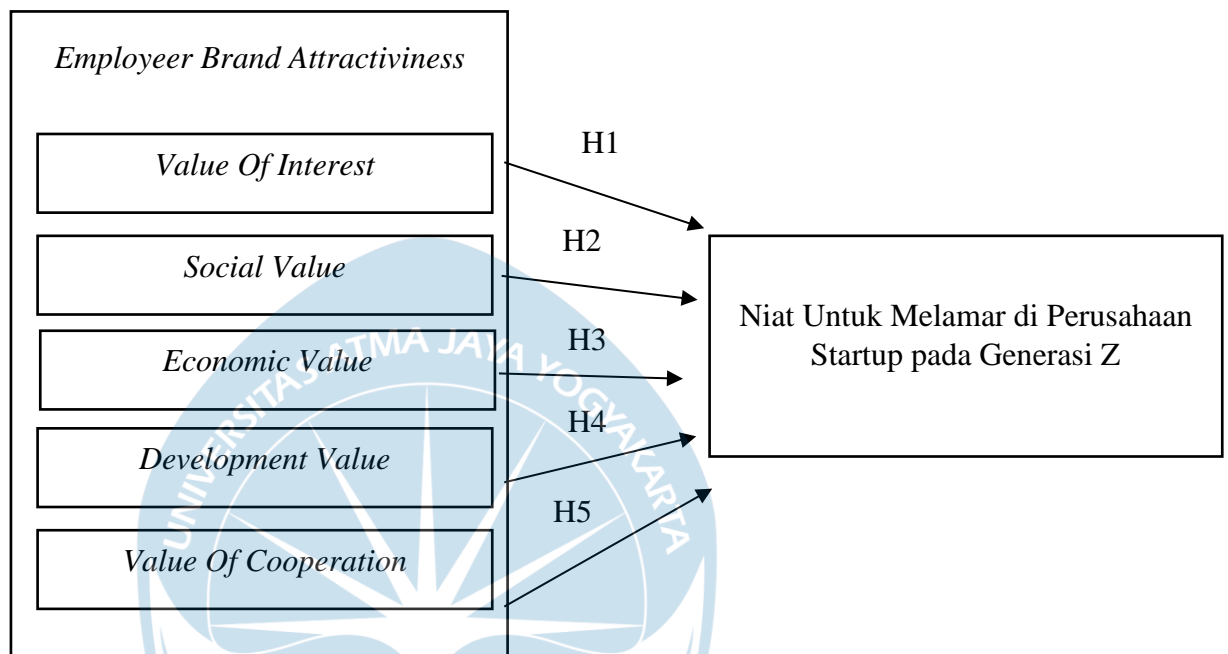 Employeer Brand Attractiviness
Value Of Interest
Social Value
Economic Value
Development Value
Value Of Cooperation
H1
H2
H3
H4
H5
Niat Untuk Melamar di Perusahaan
Startup pada Generasi Z
UNIVERSITAS ATMA JAYA YOGYAKARTA